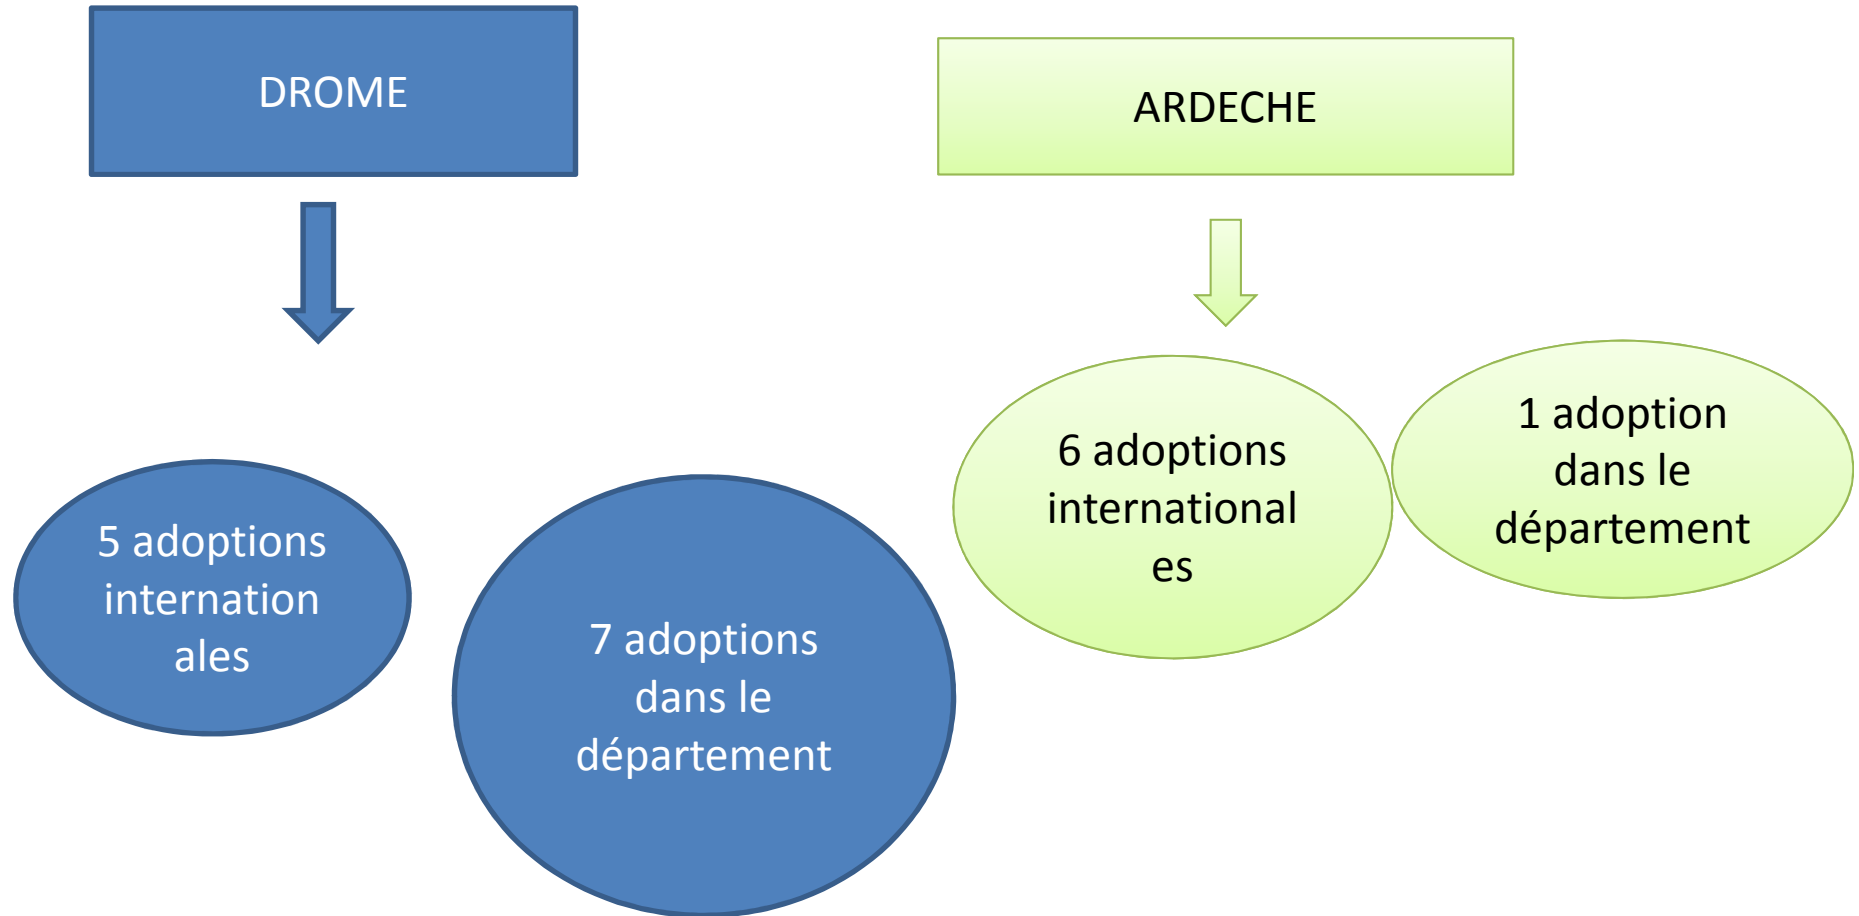 DROME
5 adoptions
internation
ales
7 adoptions
dans le
département
ARDECHE
6 adoptions
international
es
1 adoption
dans le
département